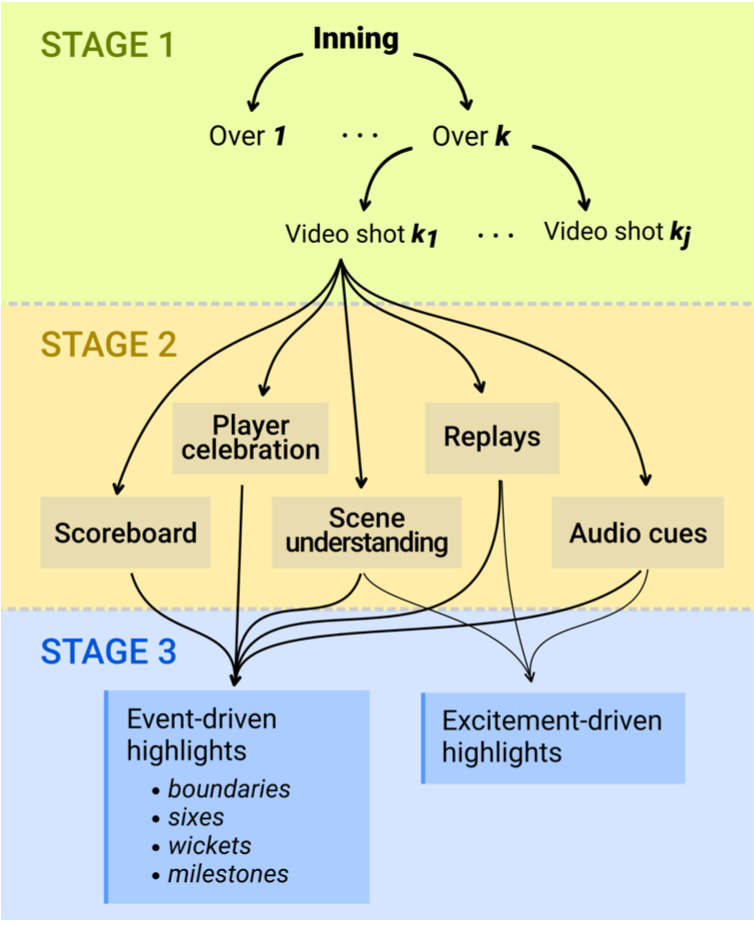 STAGE 1
Inning
Over 1 . . . Over k
Video shot k1 . . . Video shot kj
STAGE 2
Player
celebration
Replays
Scoreboard
Scene
understanding
Audio cues
STAGE 3
Event-driven
highlights
• boundaries
• sixes
• wickets
• milestones
Excitement-driven
highlights